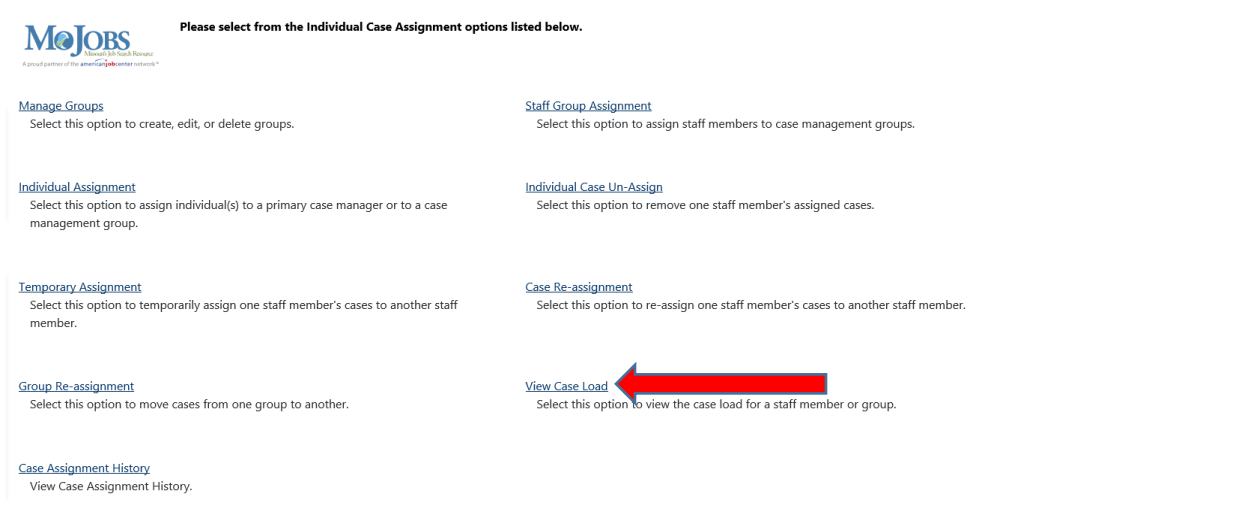 Please select from the Individual Case Assignment options listed below.
MoJOBS
Missouri's Job Search Resource
A proud partner of the americanjobcenter network™
Manage Groups
Select this option to create, edit, or delete groups.
Staff Group Assignment
Select this option to assign staff members to case management groups.
Individual Assignment
Select this option to assign individual(s) to a primary case manager or to a case
management group.
Individual Case Un-Assign
Select this option to remove one staff member's assigned cases.
Temporary Assignment
Select this option to temporarily assign one staff member's cases to another staff
member.
Case Re-assignment
Select this option to re-assign one staff member's cases to another staff member.
Group Re-assignment
Select this option to move cases from one group to another.
View Case Load
Select this option to view the case load for a staff member or group.
Case Assignment History
View Case Assignment History.